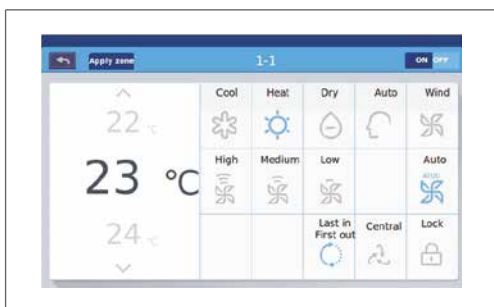 Apply zone
1-1
ON OFF
Cool Heat Dry Auto Wind
22 ℃
High Medium Low Auto
23 °C
Last in
First out
Central Lock
24 ℃